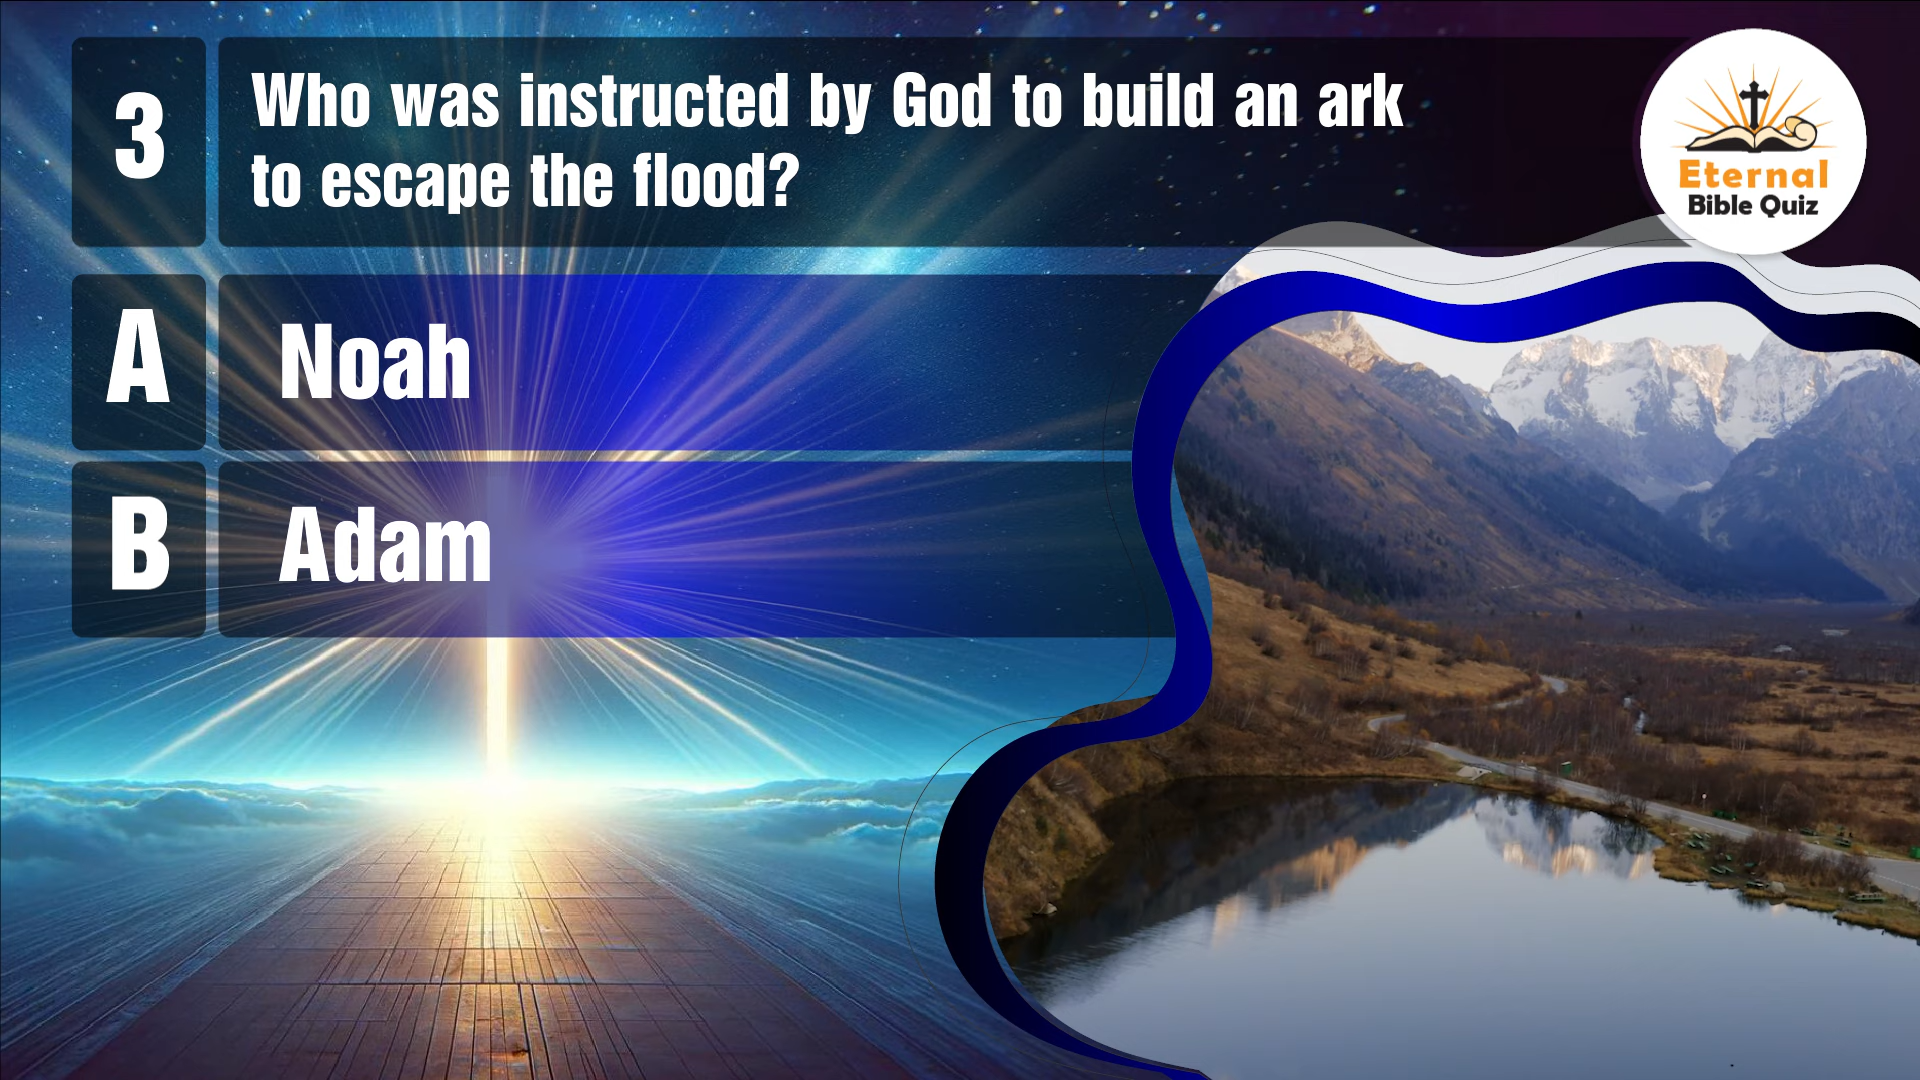 3
Who was instructed by God to build an ark
to escape the flood?
Eternal
Bible Quiz
A
Noah
B
Adam